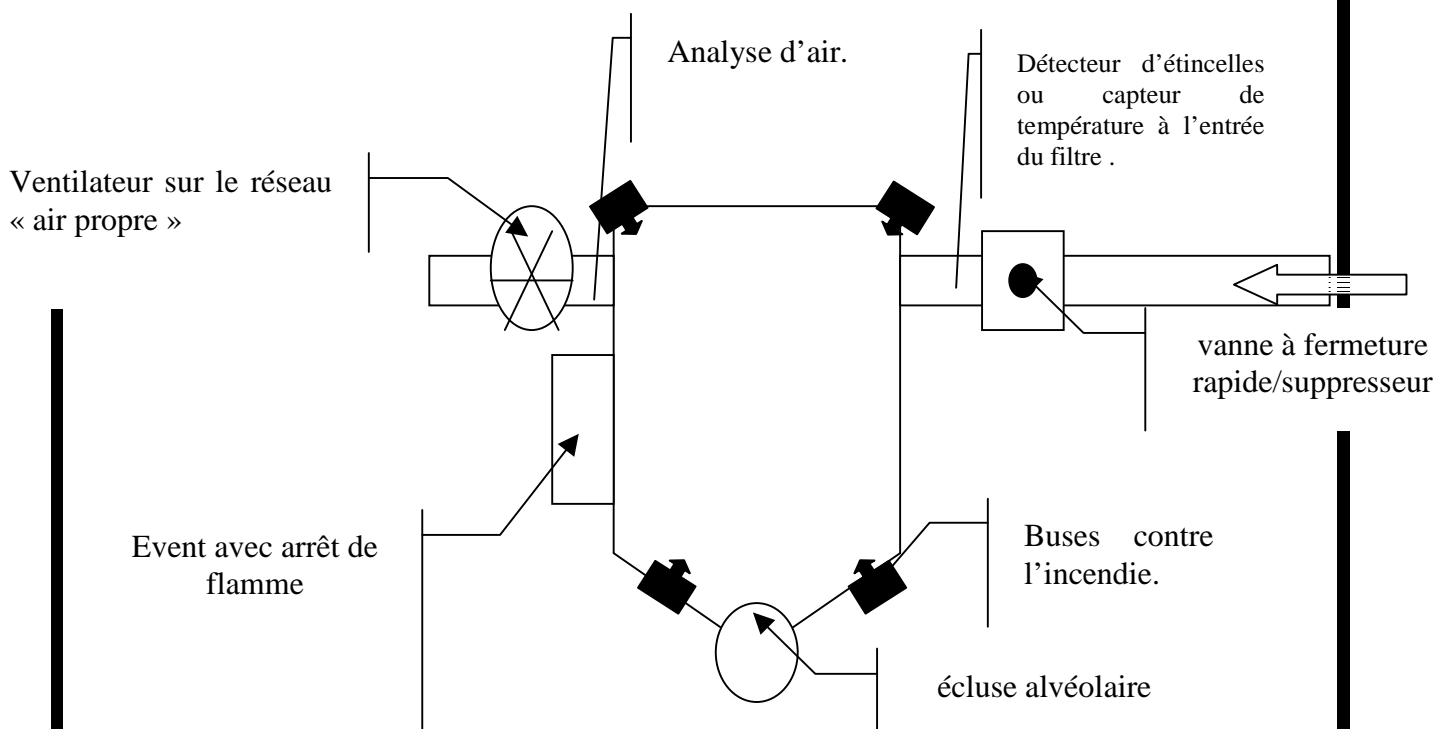 Analyse d’air.
Détecteur d’étincelles
ou capteur de
température à l’entrée
du filtre .
Ventilateur sur le réseau
« air propre »
vanne à fermeture
rapide/suppresseur
Event avec arrêt de
flamme
Buses contre
l’incendie.
écluse alvéolaire